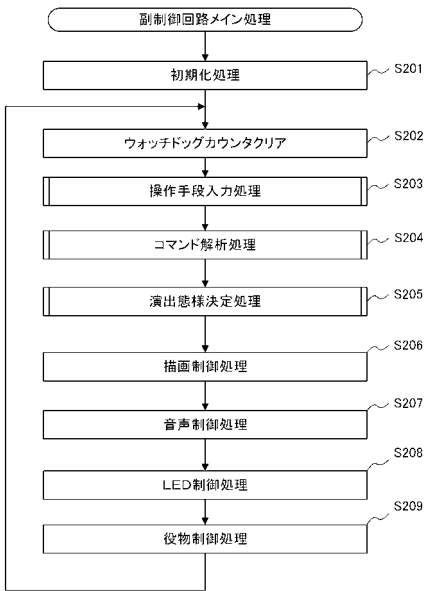 副制御回路メイン処理
初期化処理
S201
ウォッチドッグカウンタクリア
S202
操作手段入力処理
S203
コマンド解析処理
S204
演出態様決定処理
S205
描画制御処理
S206
音声制御処理
S207
LED制御処理
S208
役物制御処理
S209